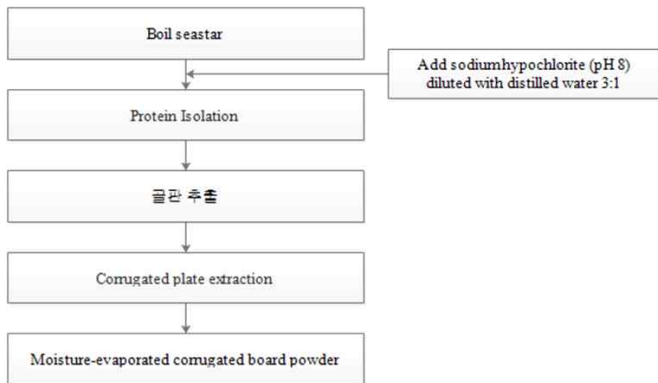 Boil seastar
Add sodiumhypochlorite (pH 8)
diluted with distilled water 3:1
Protein Isolation
골판 추출
Corrugated plate extraction
Moisture-evaporated corrugated board powder